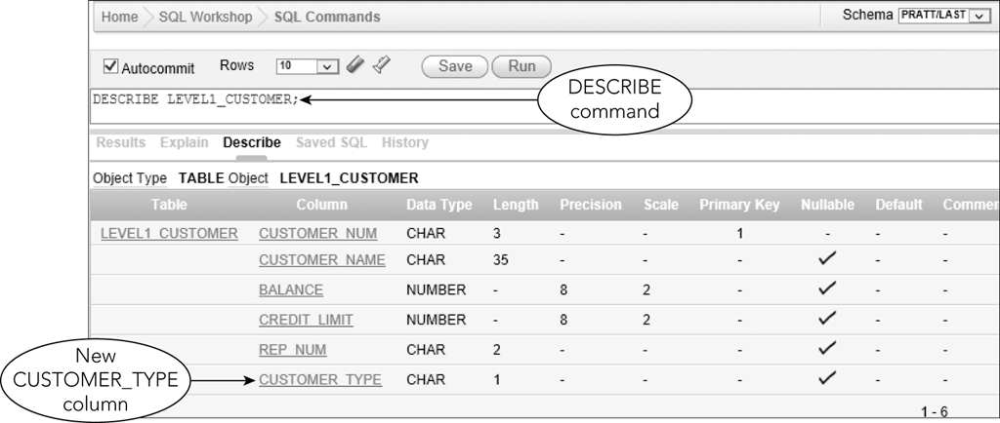 Home SQL Workshop SQL Commands Schema PRATT/LAST
Autocommit Rows 10 Save Run
DESCRIBE LEVEL1_CUSTOMER;
DESCRIBE
command
Results Explain Describe Saved SQL History
Object Type TABLE Object LEVEL1_CUSTOMER
Table Column Data Type Length Precision Scale Primary Key Nullable Default Commen
LEVEL1_CUSTOMER CUSTOMER_NUM CHAR 3 - - 1 - - -
CUSTOMER_NAME CHAR 35 - - - ✓ - -
BALANCE NUMBER - 8 2 - ✓ - -
CREDIT_LIMIT NUMBER - 8 2 - ✓ - -
REP_NUM CHAR 2 - - - ✓ - -
New
CUSTOMER_TYPE
column
CUSTOMER_TYPE CHAR 1 - - - ✓ - -
1 - 6